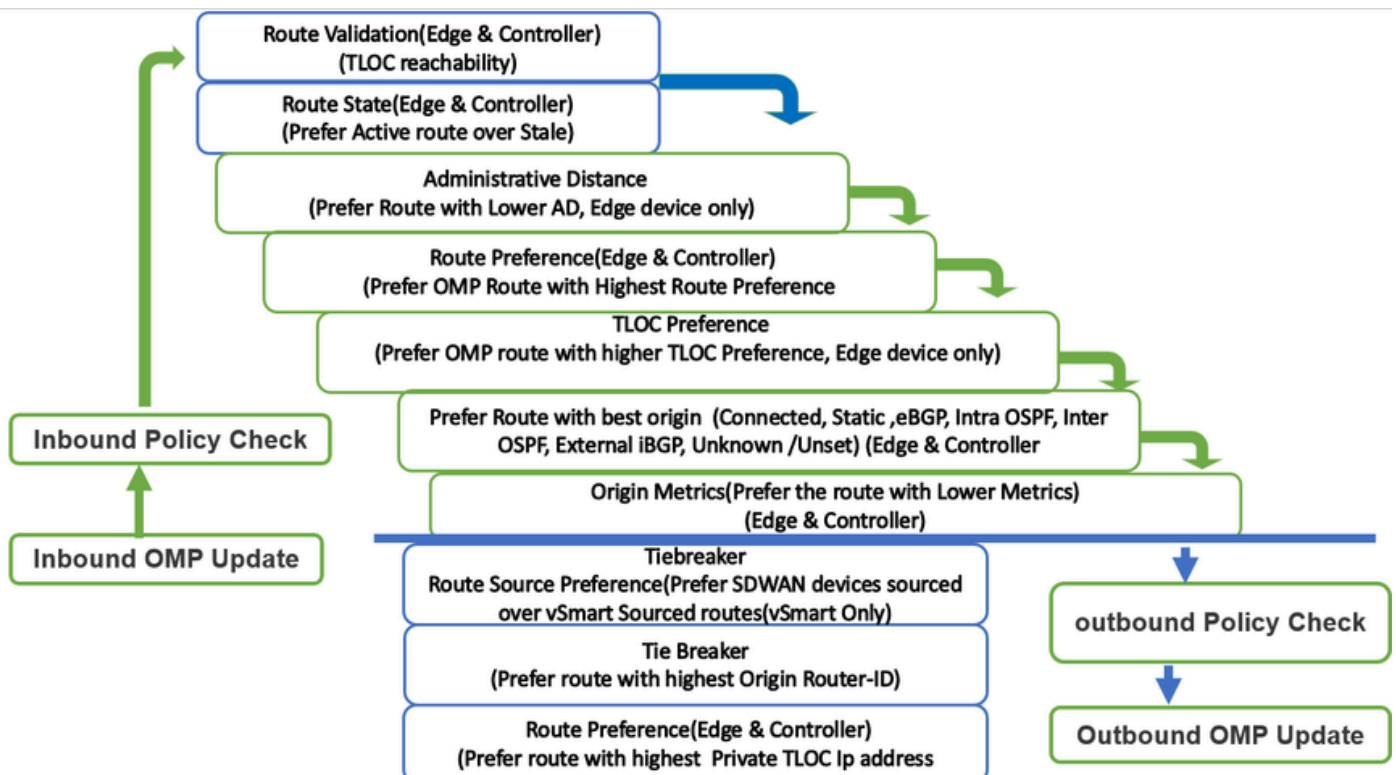 Route Validation(Edge & Controller)
(TLOC reachability)
Route State(Edge & Controller)
(Prefer Active route over Stale)
Administrative Distance
(Prefer Route with Lower AD, Edge device only)
Route Preference(Edge & Controller)
(Prefer OMP Route with Highest Route Preference
TLOC Preference
(Prefer OMP route with higher TLOC Preference, Edge device only)
Prefer Route with best origin (Connected, Static ,eBGP, Intra OSPF, Inter
OSPF, External iBGP, Unknown /Unset) (Edge & Controller
Origin Metrics(Prefer the route with Lower Metrics)
(Edge & Controller)
Inbound Policy Check
Inbound OMP Update
Tiebreaker
Route Source Preference(Prefer SDWAN devices sourced
over vSmart Sourced routes(vSmart Only)
Tie Breaker
(Prefer route with highest Origin Router-ID)
Route Preference(Edge & Controller)
(Prefer route with highest Private TLOC Ip address
outbound Policy Check
Outbound OMP Update